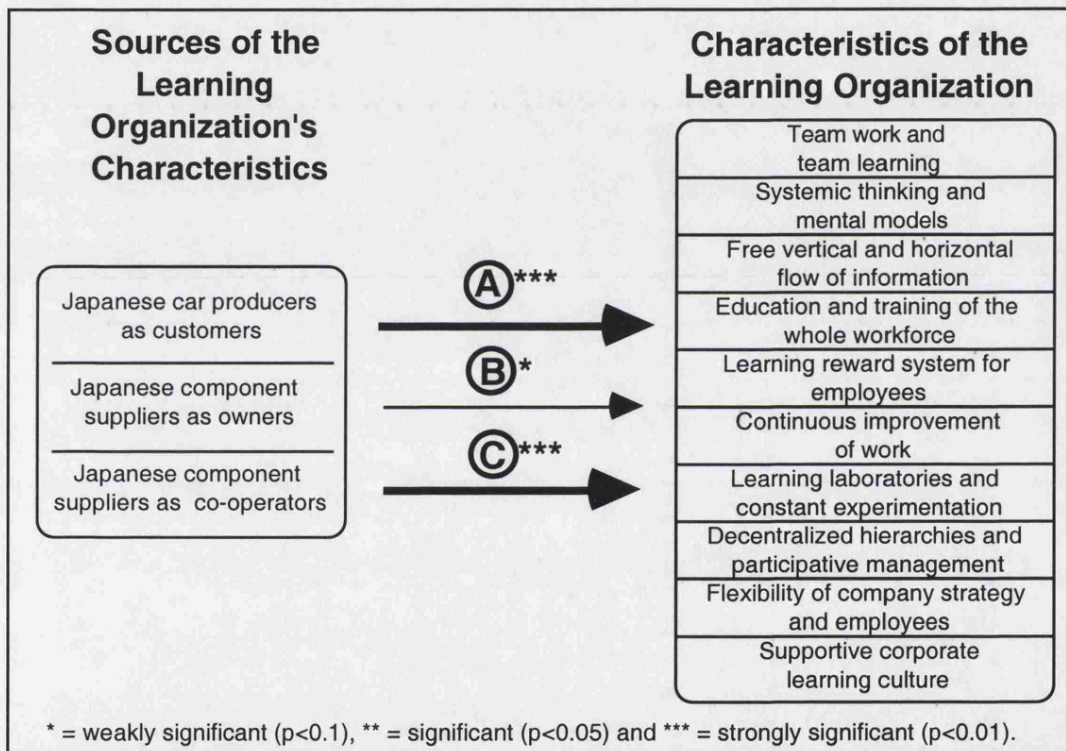 Sources of the
Learning
Organization's
Characteristics
Japanese car producers
as customers
Japanese component
suppliers as owners
Japanese component
suppliers as co-operators
A***
B*
C***
Characteristics of the
Learning Organization
Team work and
team learning
Systemic thinking and
mental models
Free vertical and horizontal
flow of information
Education and training of the
whole workforce
Learning reward system for
employees
Continuous improvement
of work
Learning laboratories and
constant experimentation
Decentralized hierarchies and
participative management
Flexibility of company strategy
and employees
Supportive corporate
learning culture
* = weakly significant (p<0.1), ** = significant (p<0.05) and *** = strongly significant (p<0.01).